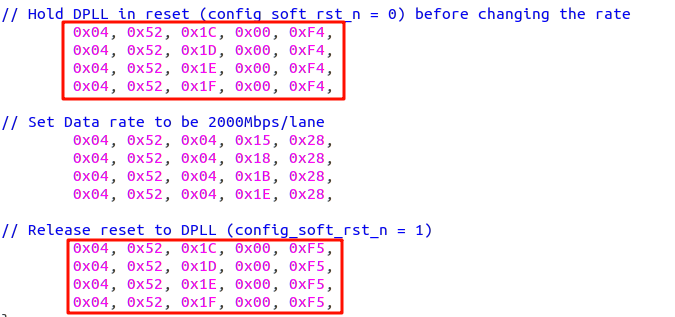 // Hold DPLL in reset (config_soft_rst_n = 0) before changing the rate
0x04, 0x52, 0x1C, 0x00, 0xF4,
0x04, 0x52, 0x1D, 0x00, 0xF4,
0x04, 0x52, 0x1E, 0x00, 0xF4,
0x04, 0x52, 0x1F, 0x00, 0xF4,
// Set Data rate to be 2000Mbps/lane
0x04, 0x52, 0x04, 0x15, 0x28,
0x04, 0x52, 0x04, 0x18, 0x28,
0x04, 0x52, 0x04, 0x1B, 0x28,
0x04, 0x52, 0x04, 0x1E, 0x28,
// Release reset to DPLL (config_soft_rst_n = 1)
0x04, 0x52, 0x1C, 0x00, 0xF5,
0x04, 0x52, 0x1D, 0x00, 0xF5,
0x04, 0x52, 0x1E, 0x00, 0xF5,
0x04, 0x52, 0x1F, 0x00, 0xF5,